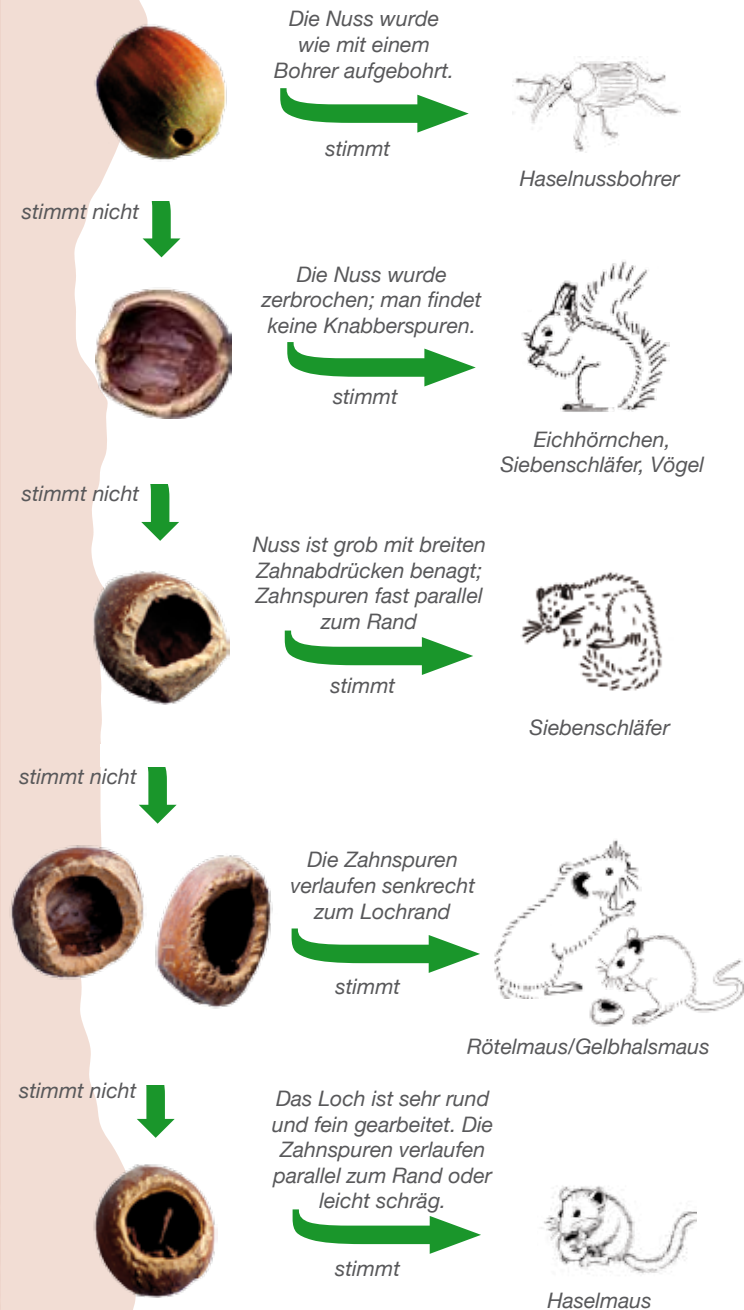 Die Nuss wurde
wie mit einem
Bohrer aufgebohrt.
stimmt
Haselnussbohrer
stimmt nicht
Die Nuss wurde
zerbrochen; man findet
keine Knabberspuren.
stimmt
Eichhörnchen,
Siebenschläfer, Vögel
stimmt nicht
Nuss ist grob mit breiten
Zahnabdrücken benagt;
Zahnspuren fast parallel
zum Rand
stimmt
Siebenschläfer
stimmt nicht
Die Zahnspuren
verlaufen senkrecht
zum Lochrand
stimmt
Rötelmaus/Gelbhalsmaus
stimmt nicht
Das Loch ist sehr rund
und fein gearbeitet. Die
Zahnspuren verlaufen
parallel zum Rand oder
leicht schräg.
stimmt
Haselmaus